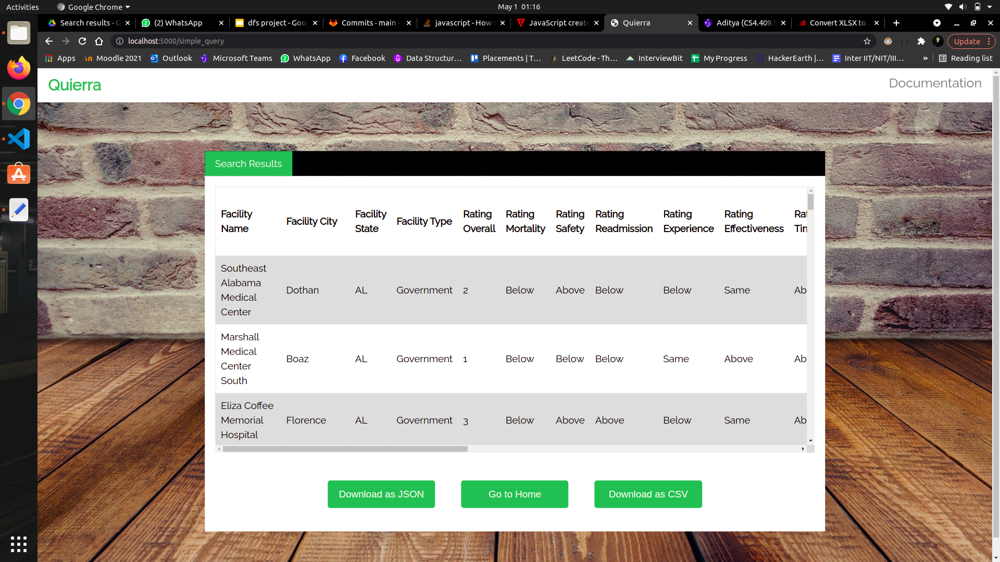 Activities Google Chrome May 1 01:16
Search results - G (2) WhatsApp dfs project - Goo Commits · main · javascript - How JavaScript create Quierra Aditya (CS4.409.S Convert XLSX to
localhost:5000/simple_query Update
Apps Moodle 2021 Outlook Microsoft Teams WhatsApp Facebook Data Structur... Placements | T... LeetCode - Th... InterviewBit My Progress HackerEarth |... Inter IIT/NIT/III... » Reading list
Quierra Documentation
Search Results
Facility Name Facility City Facility State Facility Type Rating Overall Rating Mortality Rating Safety Rating Readmission Rating Experience Rating Effectiveness Rat Tim
Southeast Alabama Medical Center Dothan AL Government 2 Below Above Below Below Same Ab
Marshall Medical Center South Boaz AL Government 1 Below Below Below Same Above Ab
Eliza Coffee Memorial Hospital Florence AL Government 3 Below Above Above Below Same Ab
Download as JSON Go to Home Download as CSV